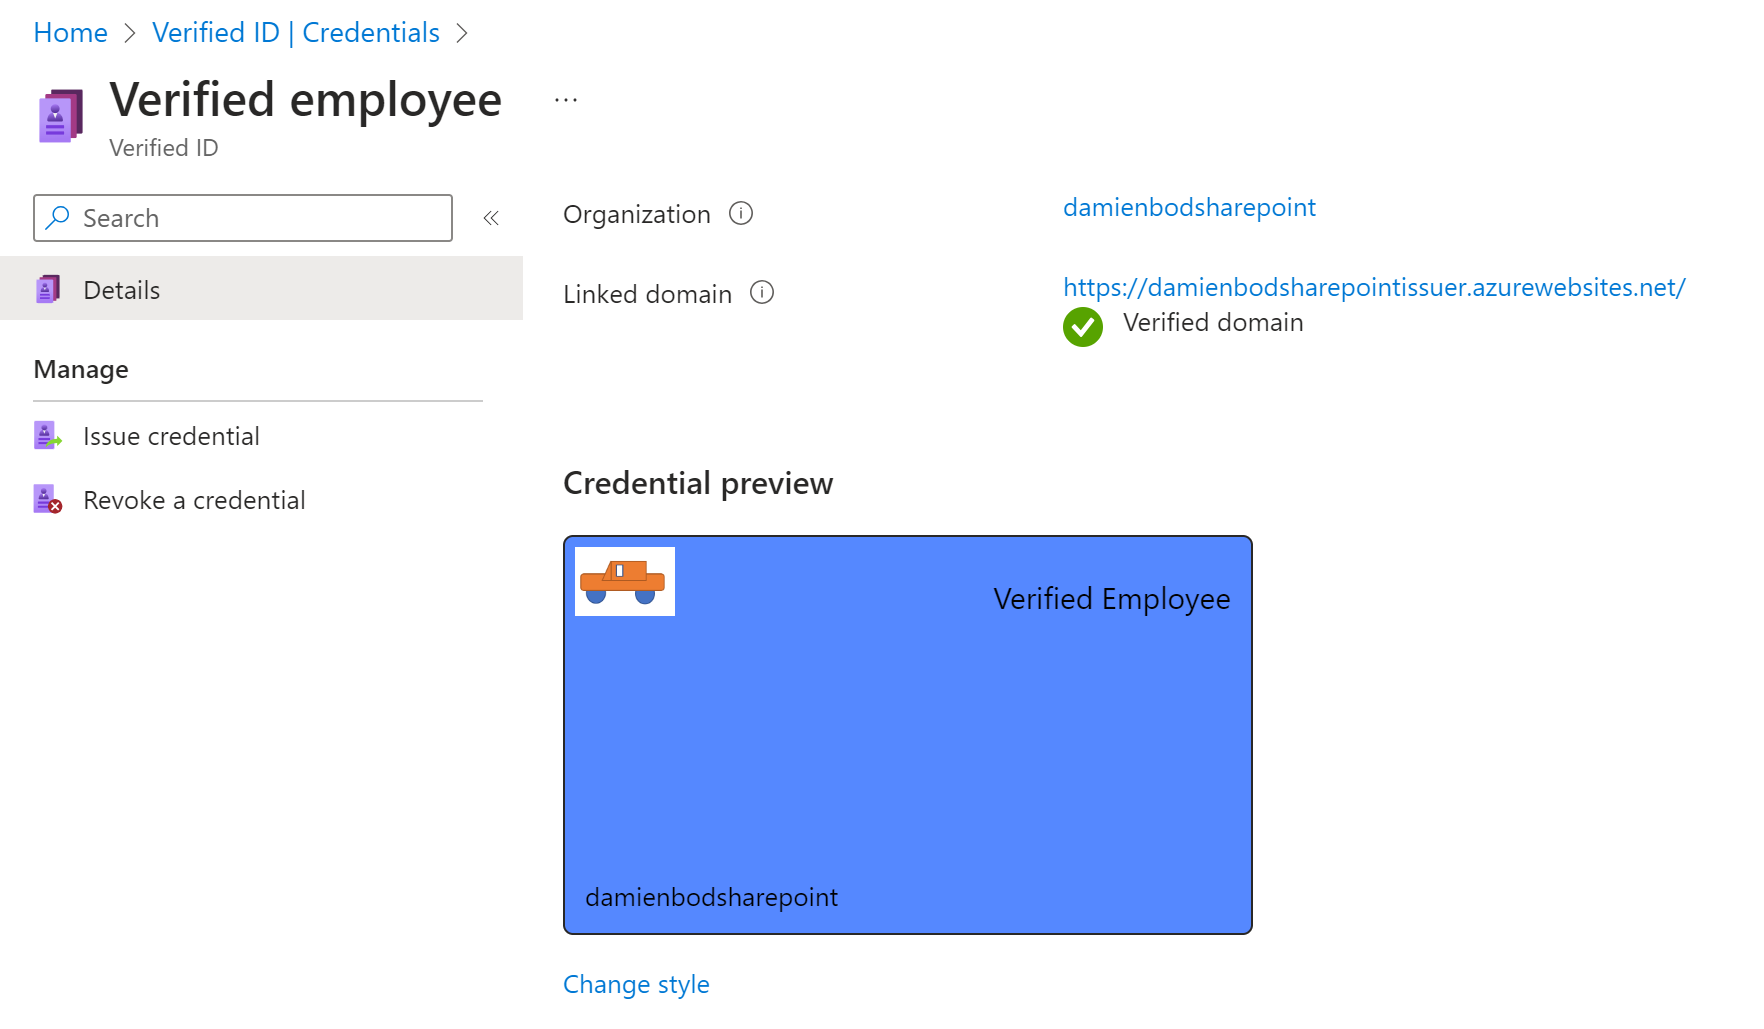 Home > Verified ID | Credentials >
Verified employee ...
Verified ID
Search «
Details
Manage
Issue credential
Revoke a credential
Organization
damienbodsharepoint
Linked domain
https://damienbodsharepointissuer.azurewebsites.net/
Verified domain
Credential preview
Verified Employee
damienbodsharepoint
Change style